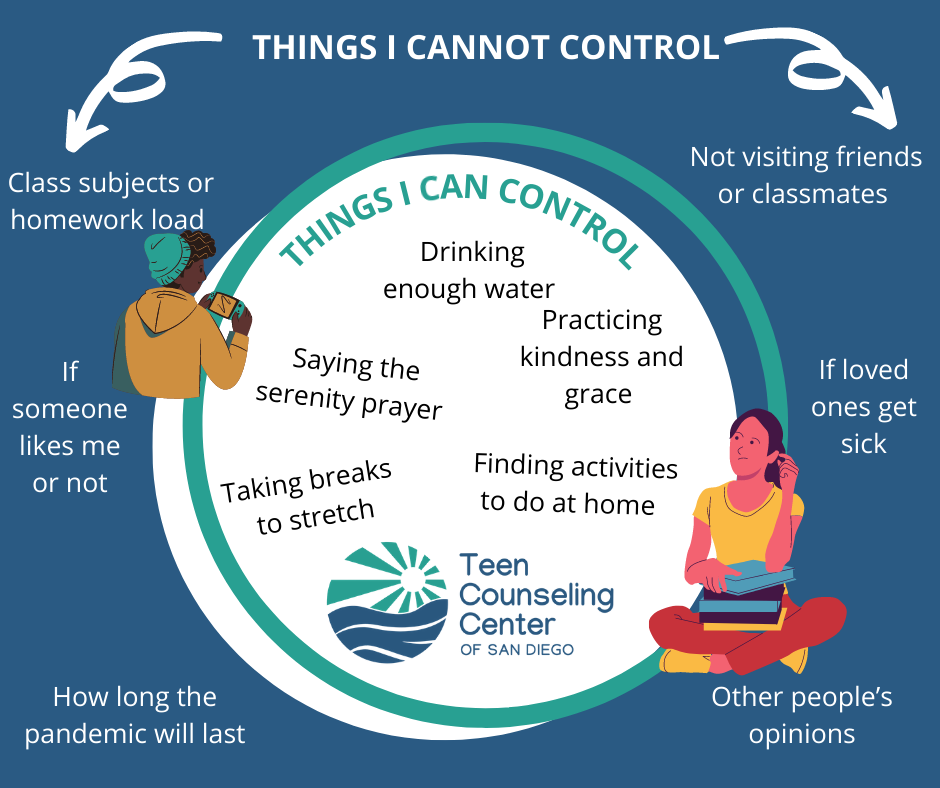 THINGS I CANNOT CONTROL
Class subjects or
homework load
Not visiting friends
or classmates
THINGS I CAN CONTROL
Drinking
enough water
Practicing
kindness and
grace
Saying the
serenity prayer
If
someone
likes me
or not
If loved
ones get
sick
Taking breaks
to stretch
Finding activities
to do at home
Teen
Counseling
Center
OF SAN DIEGO
How long the
pandemic will last
Other people’s
opinions